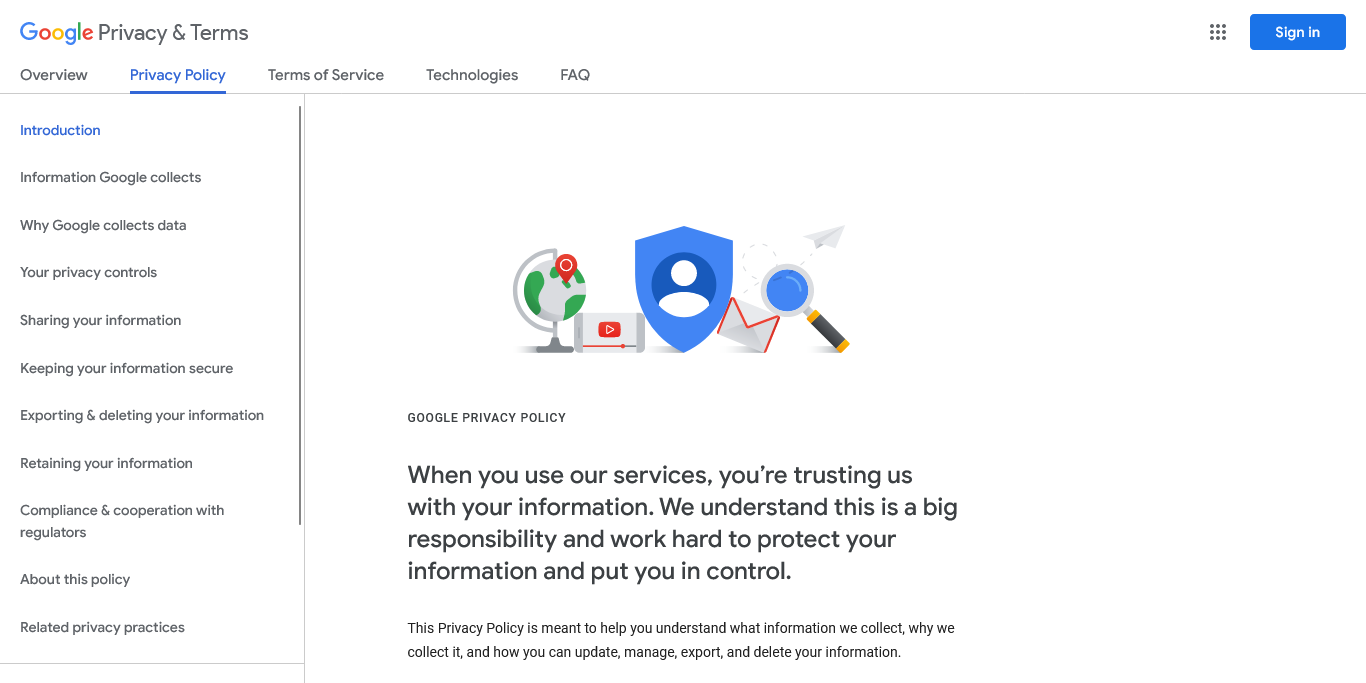 Google Privacy & Terms
Sign in
Overview
Privacy Policy
Terms of Service
Technologies
FAQ
Introduction
Information Google collects
Why Google collects data
Your privacy controls
Sharing your information
Keeping your information secure
Exporting & deleting your information
Retaining your information
Compliance & cooperation with
regulators
About this policy
Related privacy practices
GOOGLE PRIVACY POLICY
When you use our services, you’re trusting us
with your information. We understand this is a big
responsibility and work hard to protect your
information and put you in control.
This Privacy Policy is meant to help you understand what information we collect, why we
collect it, and how you can update, manage, export, and delete your information.